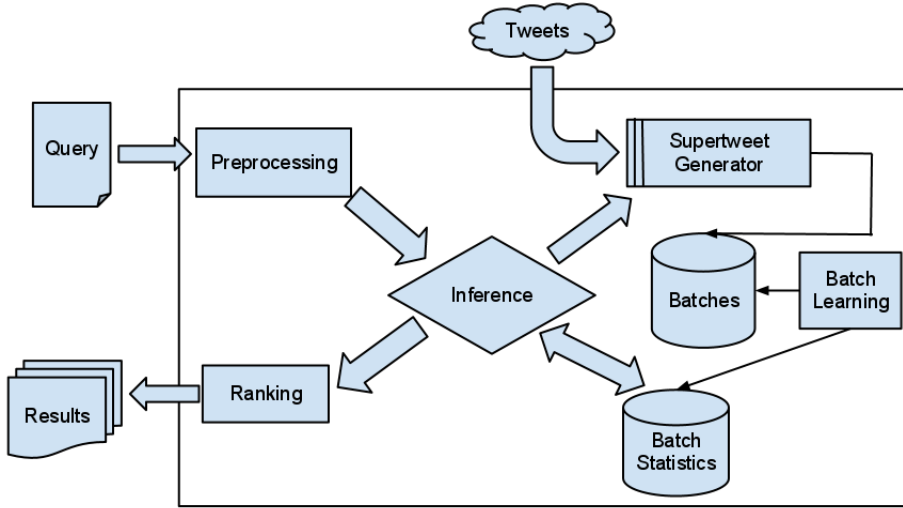 Tweets
Query
Preprocessing
Supertweet
Generator
Inference
Batches
Batch
Learning
Ranking
Results
Batch
Statistics